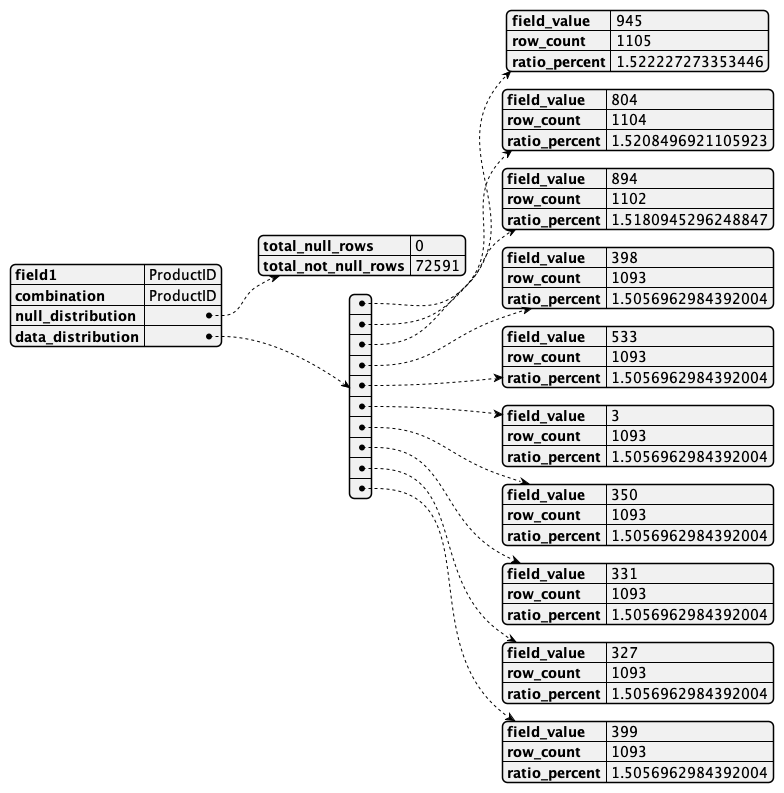 field1 ProductID
combination ProductID
null_distribution
data_distribution
total_null_rows 0
total_not_null_rows 72591
field_value 945
row_count 1105
ratio_percent 1.522227273353446
field_value 804
row_count 1104
ratio_percent 1.5208496921105923
field_value 894
row_count 1102
ratio_percent 1.5180945296248847
field_value 398
row_count 1093
ratio_percent 1.5056962984392004
field_value 533
row_count 1093
ratio_percent 1.5056962984392004
field_value 3
row_count 1093
ratio_percent 1.5056962984392004
field_value 350
row_count 1093
ratio_percent 1.5056962984392004
field_value 331
row_count 1093
ratio_percent 1.5056962984392004
field_value 327
row_count 1093
ratio_percent 1.5056962984392004
field_value 399
row_count 1093
ratio_percent 1.5056962984392004